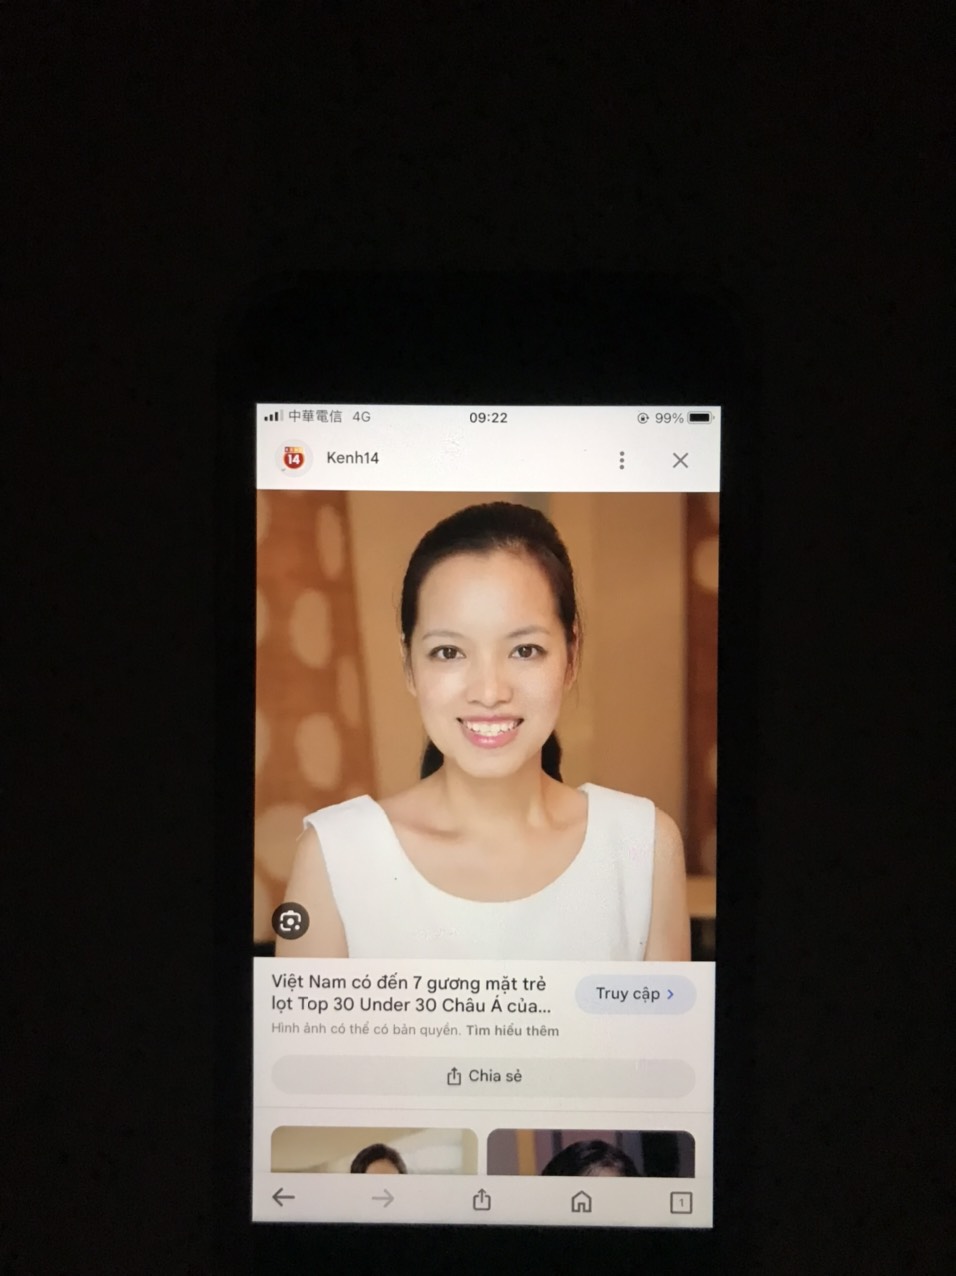 中華電信 4G 09:22 99%
14 Kenh14
Việt Nam có đến 7 gương mặt trẻ
lọt Top 30 Under 30 Châu Á của...
Truy cập
Hình ảnh có thể có bản quyền. Tìm hiểu thêm
Chia sẻ
1